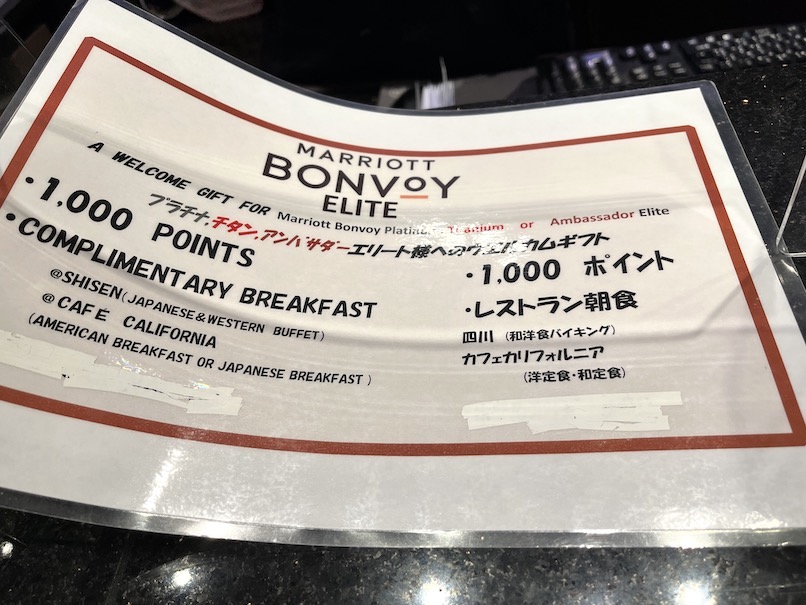 MARRIOTT
BONVOY
ELITE
A WELCOME GIFT FOR Marriott Bonvoy Platinum, Titanium or Ambassador Elite
プラチナ,チタン,アンバサダーエリート様へのウェルカムギフト
・1,000 POINTS
・COMPLIMENTARY BREAKFAST
@SHISEN(JAPANESE&WESTERN BUFFET)
@CAFÉ CALIFORNIA
(AMERICAN BREAKFAST OR JAPANESE BREAKFAST)
・1,000 ポイント
・レストラン朝食
四川 (和洋食バイキング)
カフェカリフォルニア
(洋定食・和定食)